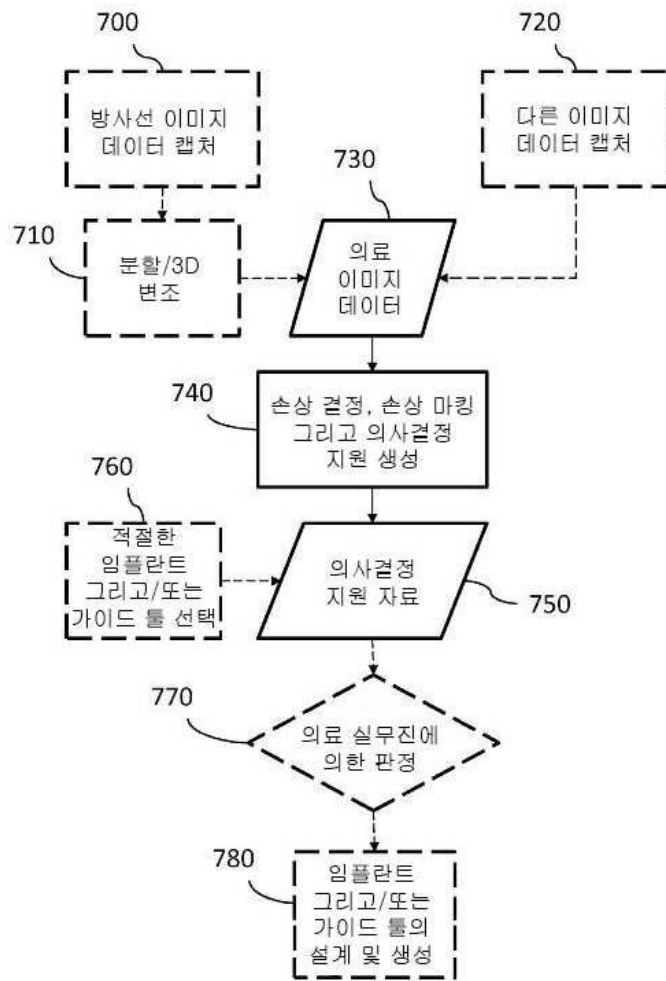 700
방사선 이미지
데이터 캡처
720
다른 이미지
데이터 캡처
710
분할/3D
변조
730
의료
이미지
데이터
740
손상 결정, 손상 마킹
그리고 의사결정
지원 생성
760
적절한
임플란트
그리고/또는
가이드 툴 선택
의사결정
지원 자료
750
770
의료 실무진에
의한 판정
780
임플란트
그리고/또는
가이드 툴의
설계 및 생성